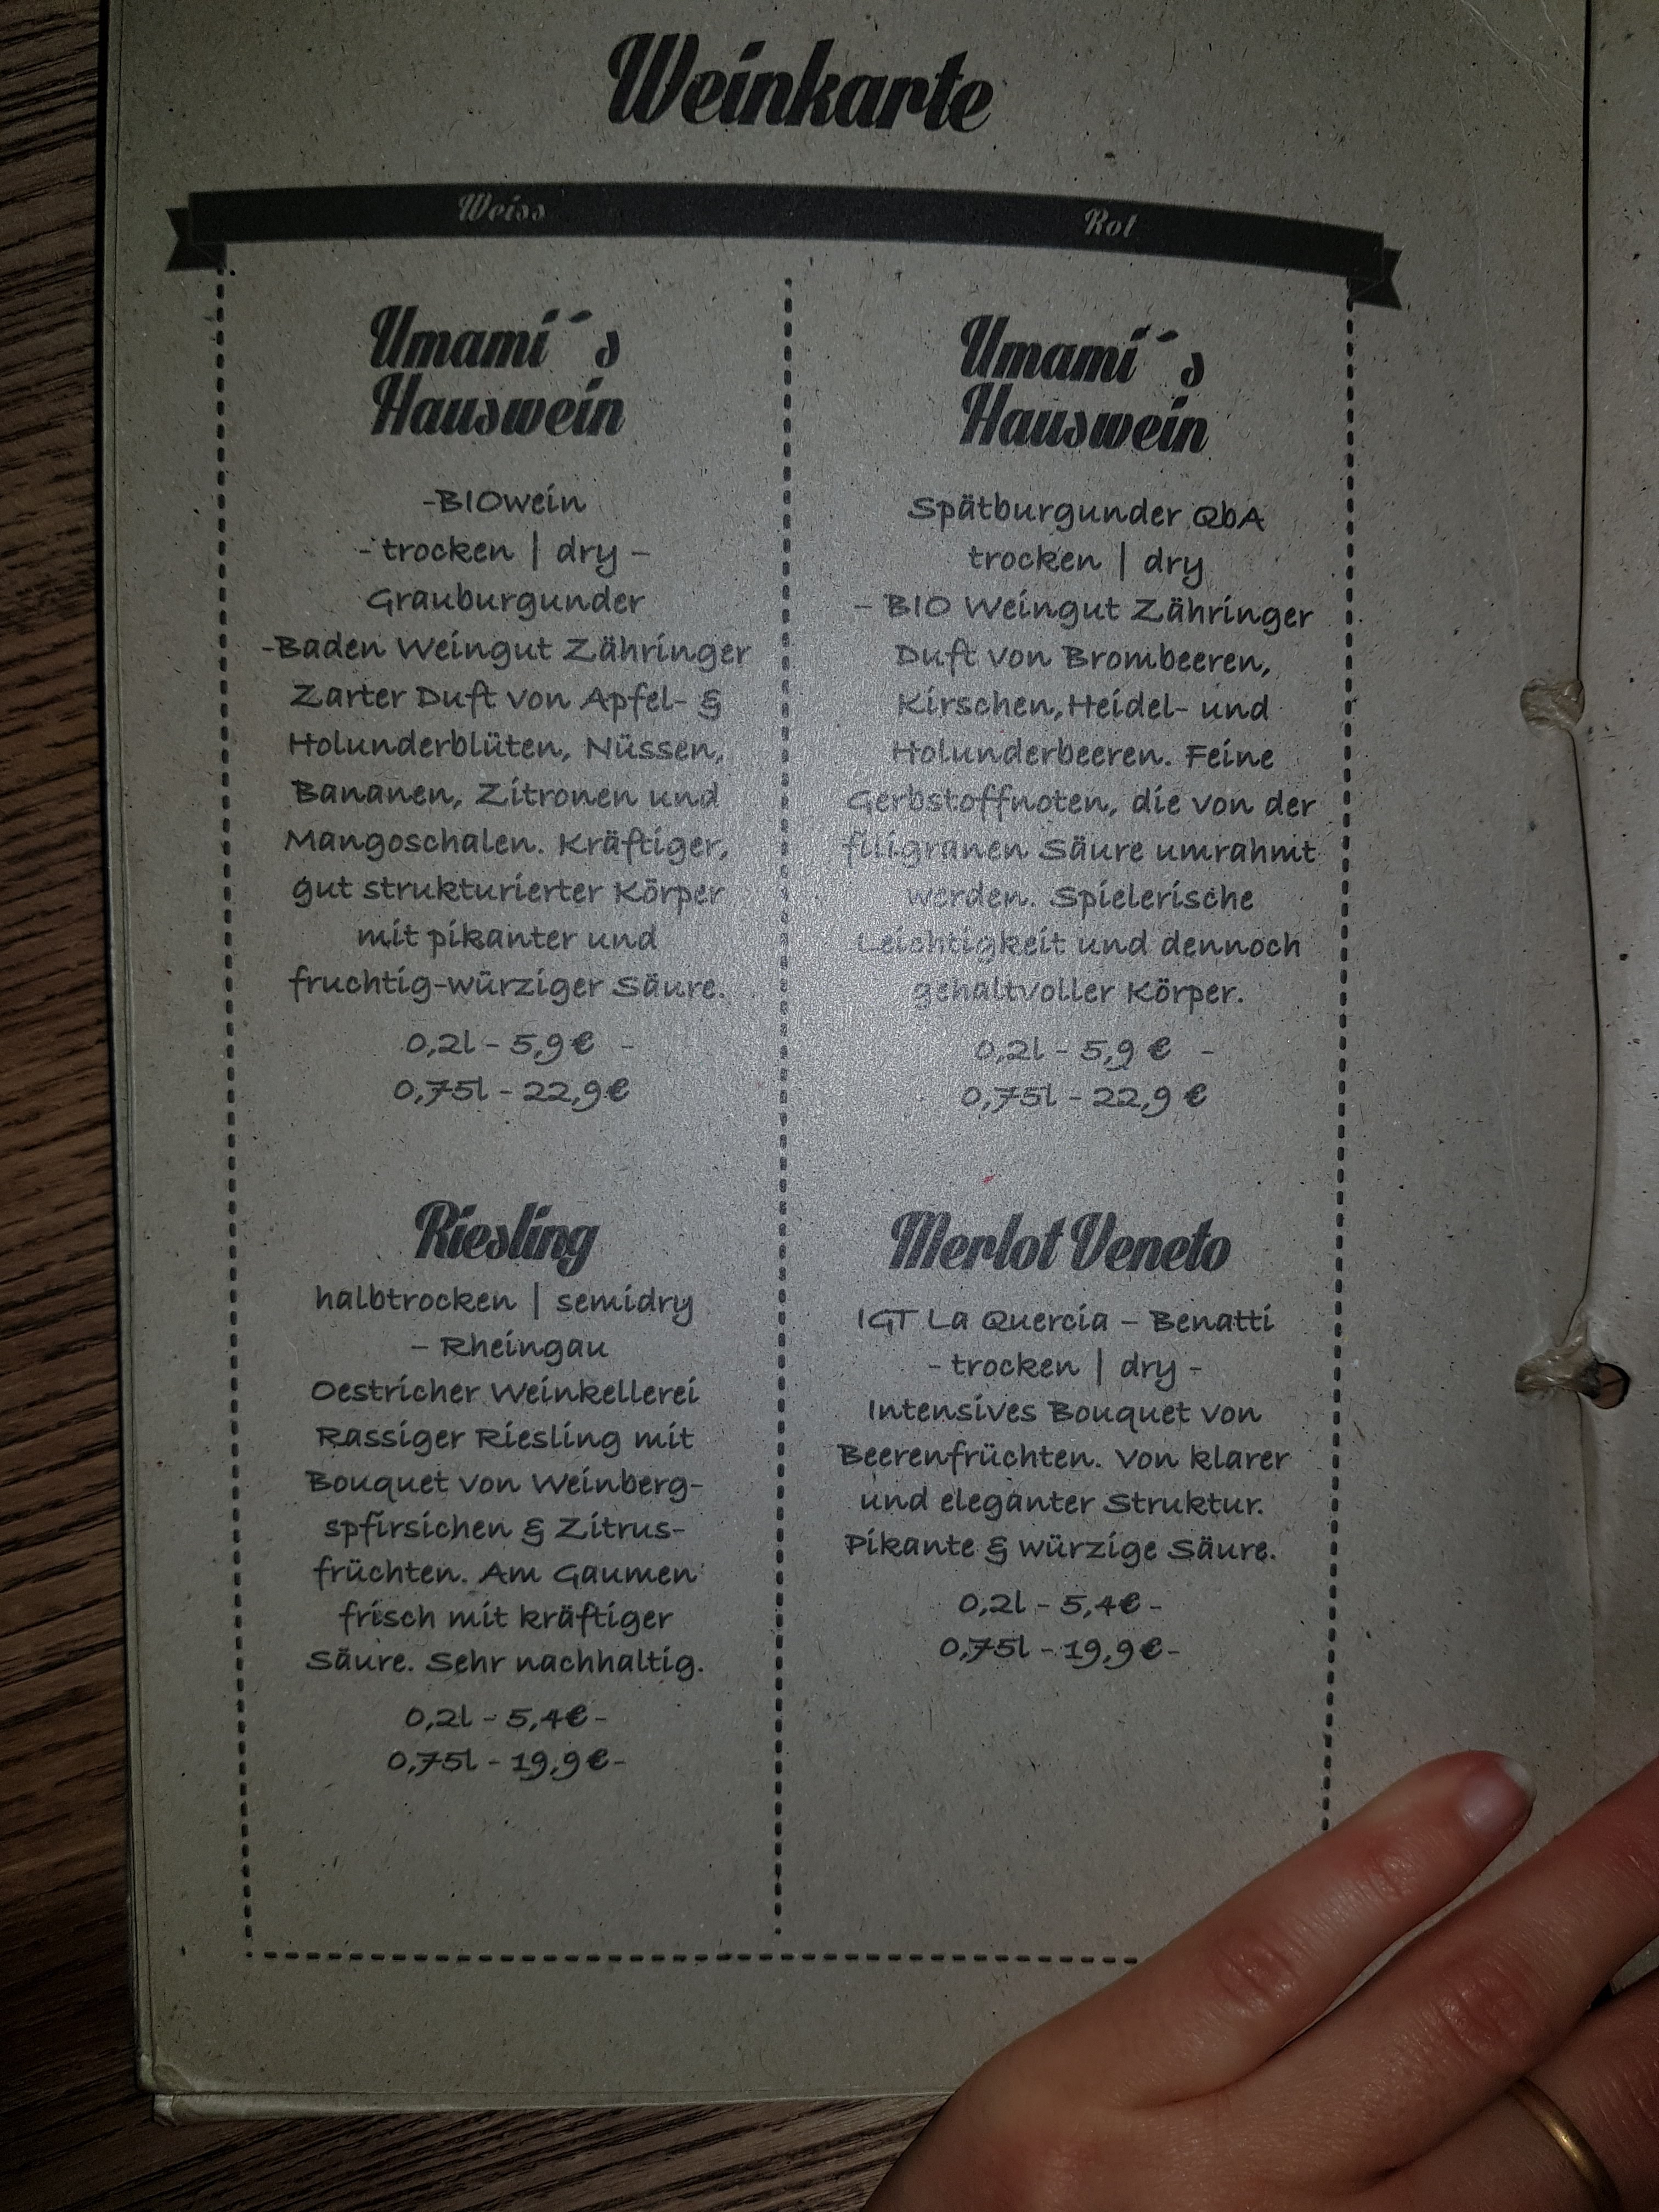 Weinkarte
Weiss
Rot
Umami´s
Hauswein
-BIOwein
- trocken | dry -
Grauburgunder
-Baden Weingut Zähringer
Zarter Duft von Apfel- &
Holunderblüten, Nüssen,
Bananen, Zitronen und
Mangoschalen. Kräftiger,
gut strukturierter Körper
mit pikanter und
fruchtig-würziger Säure.
0,2l - 5,9€ -
0,75l - 22,9€
Riesling
halbtrocken | semidry
- Rheingau
Oestricher Weinkellerei
Rassiger Riesling mit
Bouquet von Weinberg-
spfirsichen & Zitrus-
früchten. Am Gaumen
frisch mit kräftiger
Säure. Sehr nachhaltig.
0,2l - 5,4€-
0,75l - 19,9€-
Umami´s
Hauswein
Spätburgunder QbA
trocken | dry
- BIO Weingut Zähringer
Duft von Brombeeren,
Kirschen,Heidel- und
Holunderbeeren. Feine
Gerbstoffnoten, die von der
filigranen Säure umrahmt
werden. Spielerische
Leichtigkeit und dennoch
gehaltvoller Körper.
0,2l - 5,9 € -
0,75l - 22,9 €
Merlot Veneto
IGT La Quercia - Benatti
- trocken | dry -
Intensives Bouquet von
Beerenfrüchten. Von klarer
und eleganter Struktur.
Pikante & würzige Säure.
0,2l - 5,4€-
0,75l - 19,9€-